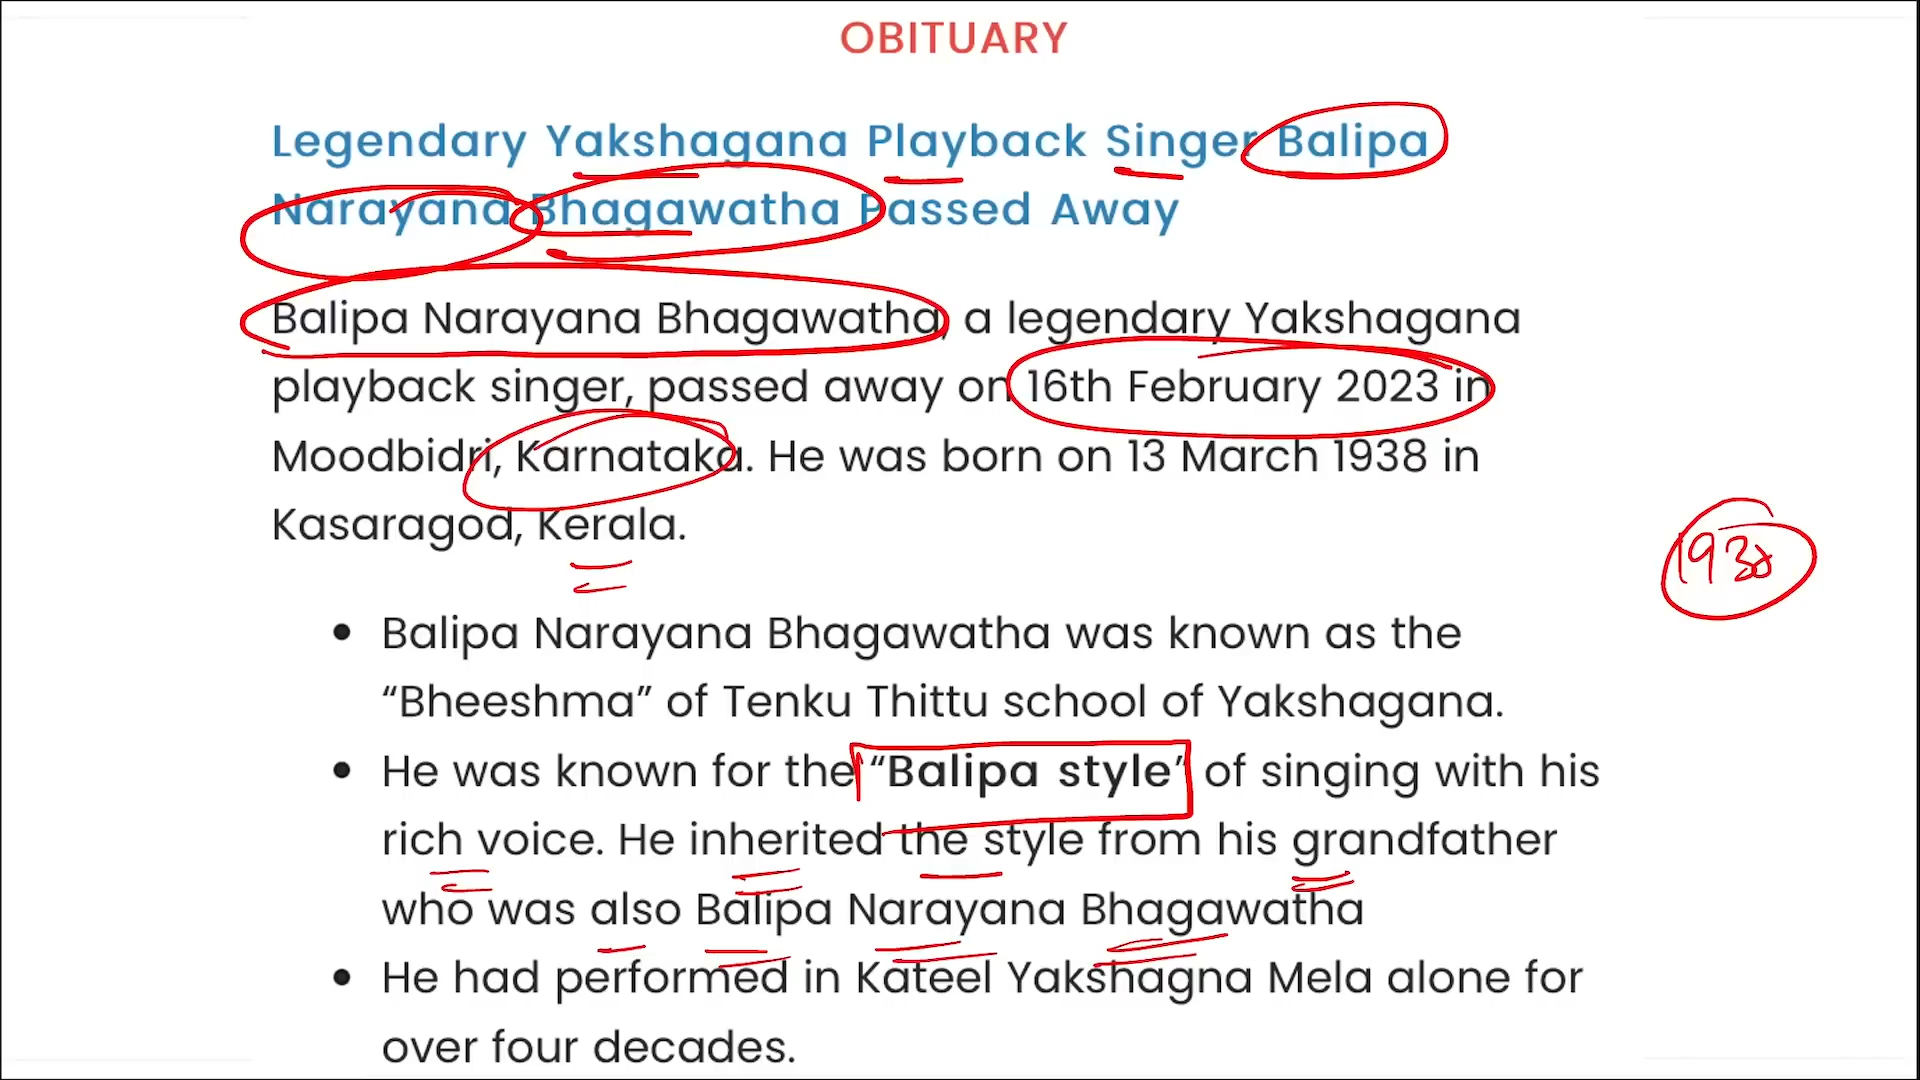 OBITUARY
Legendary Yakshagana Playback Singer Balipa
Narayana Bhagawatha Passed Away
Balipa Narayana Bhagawatha, a legendary Yakshagana
playback singer, passed away on 16th February 2023 in
Moodbidri, Karnataka. He was born on 13 March 1938 in
Kasaragod, Kerala.
1938
• Balipa Narayana Bhagawatha was known as the
“Bheeshma” of Tenku Thittu school of Yakshagana.
• He was known for the “Balipa style” of singing with his
rich voice. He inherited the style from his grandfather
who was also Balipa Narayana Bhagawatha
• He had performed in Kateel Yakshagna Mela alone for
over four decades.